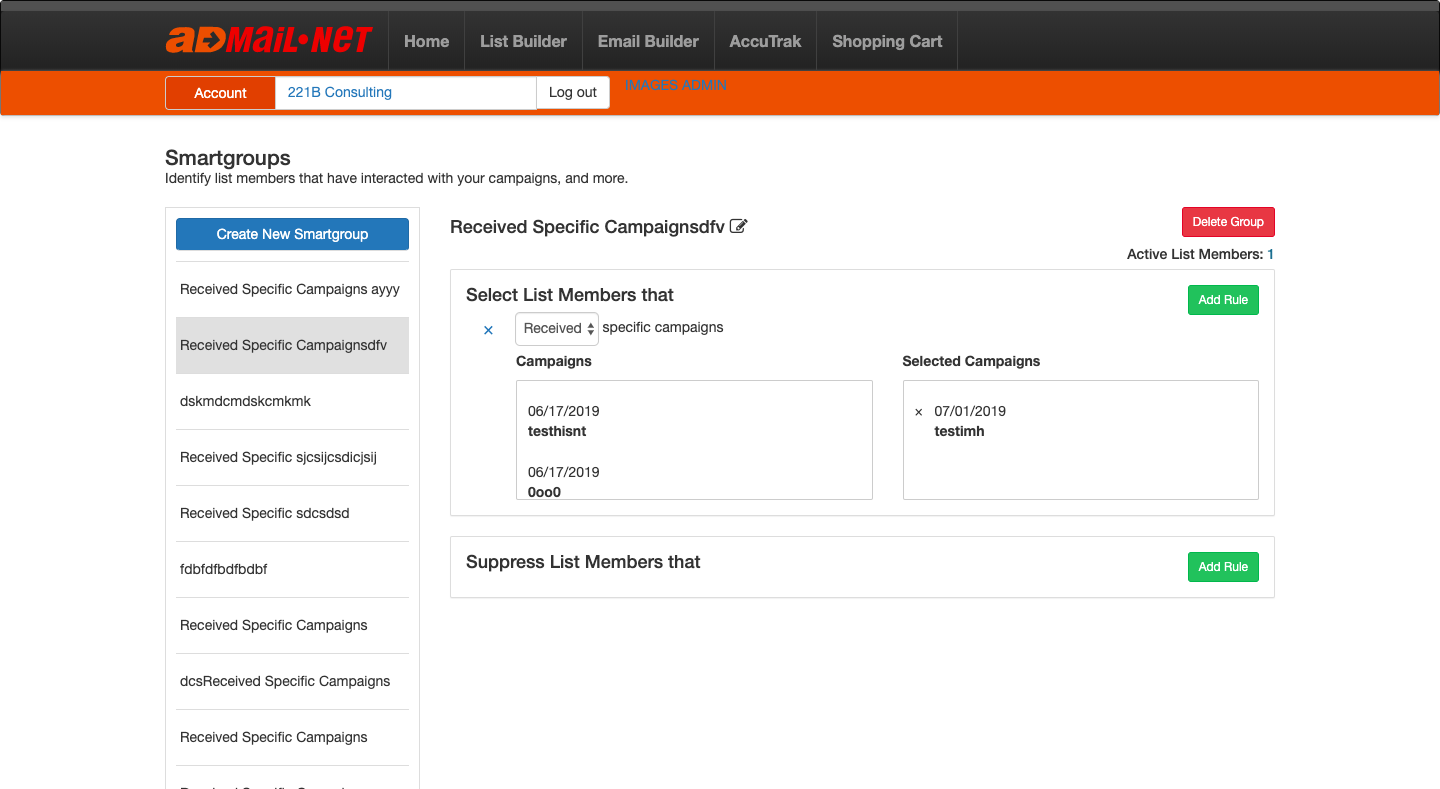 aDMaiL•NeT
Home
List Builder
Email Builder
AccuTrak
Shopping Cart
Account
221B Consulting
Log out
IMAGES ADMIN
Smartgroups
Identify list members that have interacted with your campaigns, and more.
Create New Smartgroup
Received Specific Campaigns ayyy
Received Specific Campaignsdfv
dskmdcmdskcmkmk
Received Specific sjcsijcsdicjsij
Received Specific sdcsdsd
fdbfdfbdfbdbf
Received Specific Campaigns
dcsReceived Specific Campaigns
Received Specific Campaigns
Received Specific Campaignsdfv
Delete Group
Active List Members: 1
Select List Members that
Add Rule
× Received specific campaigns
Campaigns
06/17/2019
testhisnt
06/17/2019
0oo0
Selected Campaigns
× 07/01/2019
testimh
Suppress List Members that
Add Rule